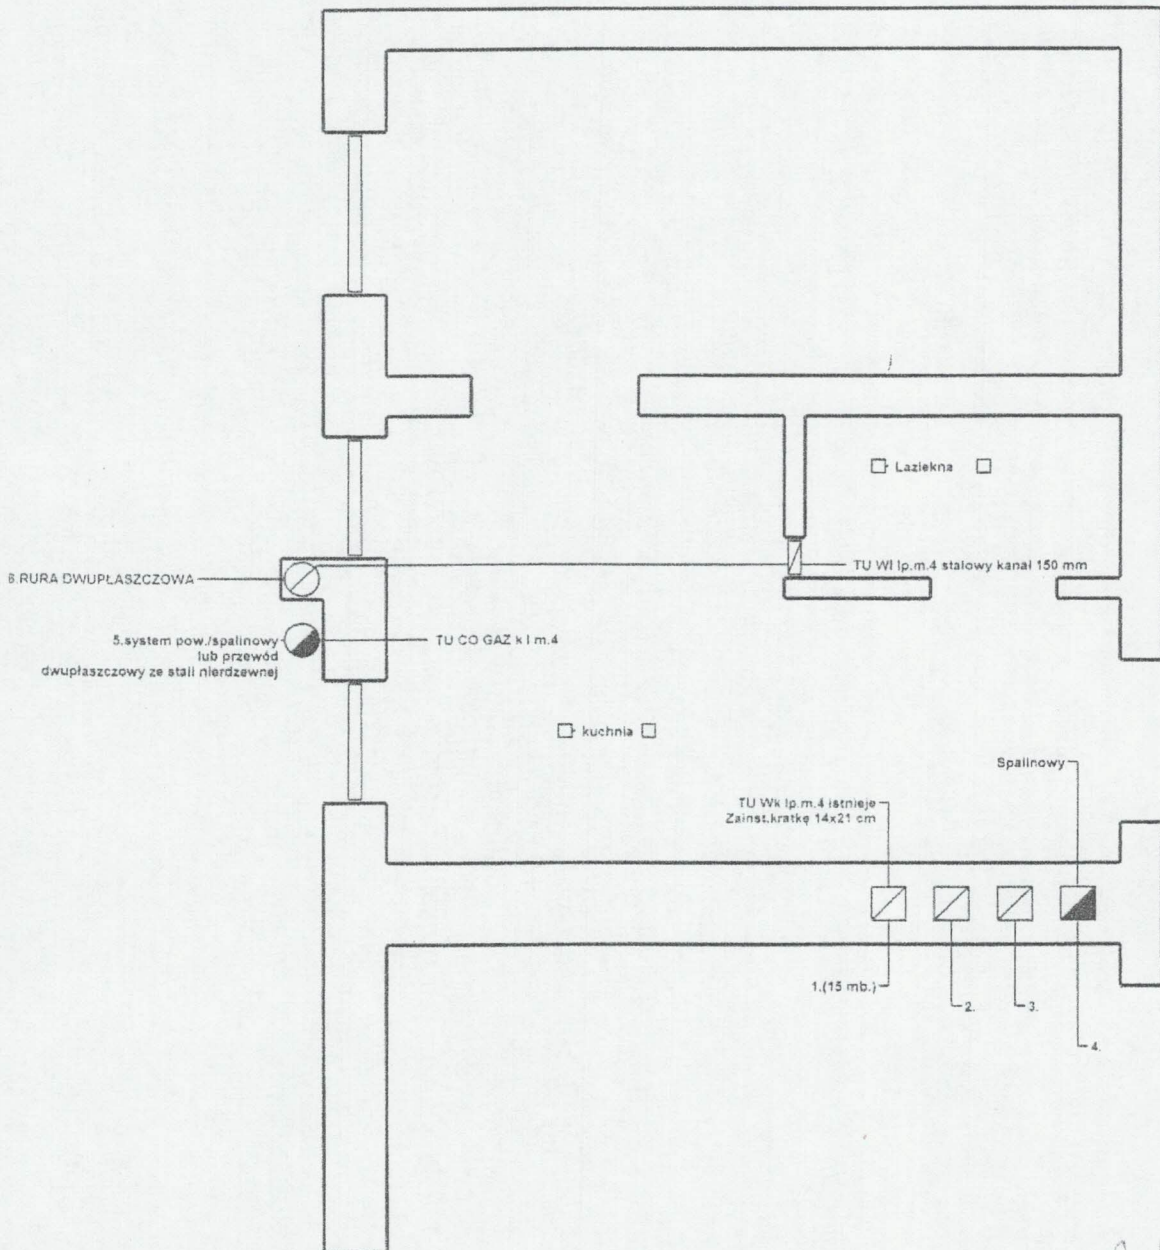 Laziekna
6.RURA DWUPŁASZCZOWA
TU Wl lp.m.4 stalowy kanał 150 mm
5.system pow./spalinowy
lub przewód
dwupłaszczowy ze stali nierdzewnej
TU CO GAZ k l m.4
kuchnia
Spalinowy
TU Wk lp.m.4 istnieje
Zainst.kratkę 14x21 cm
1.(15 mb.)
2.
3.
4.